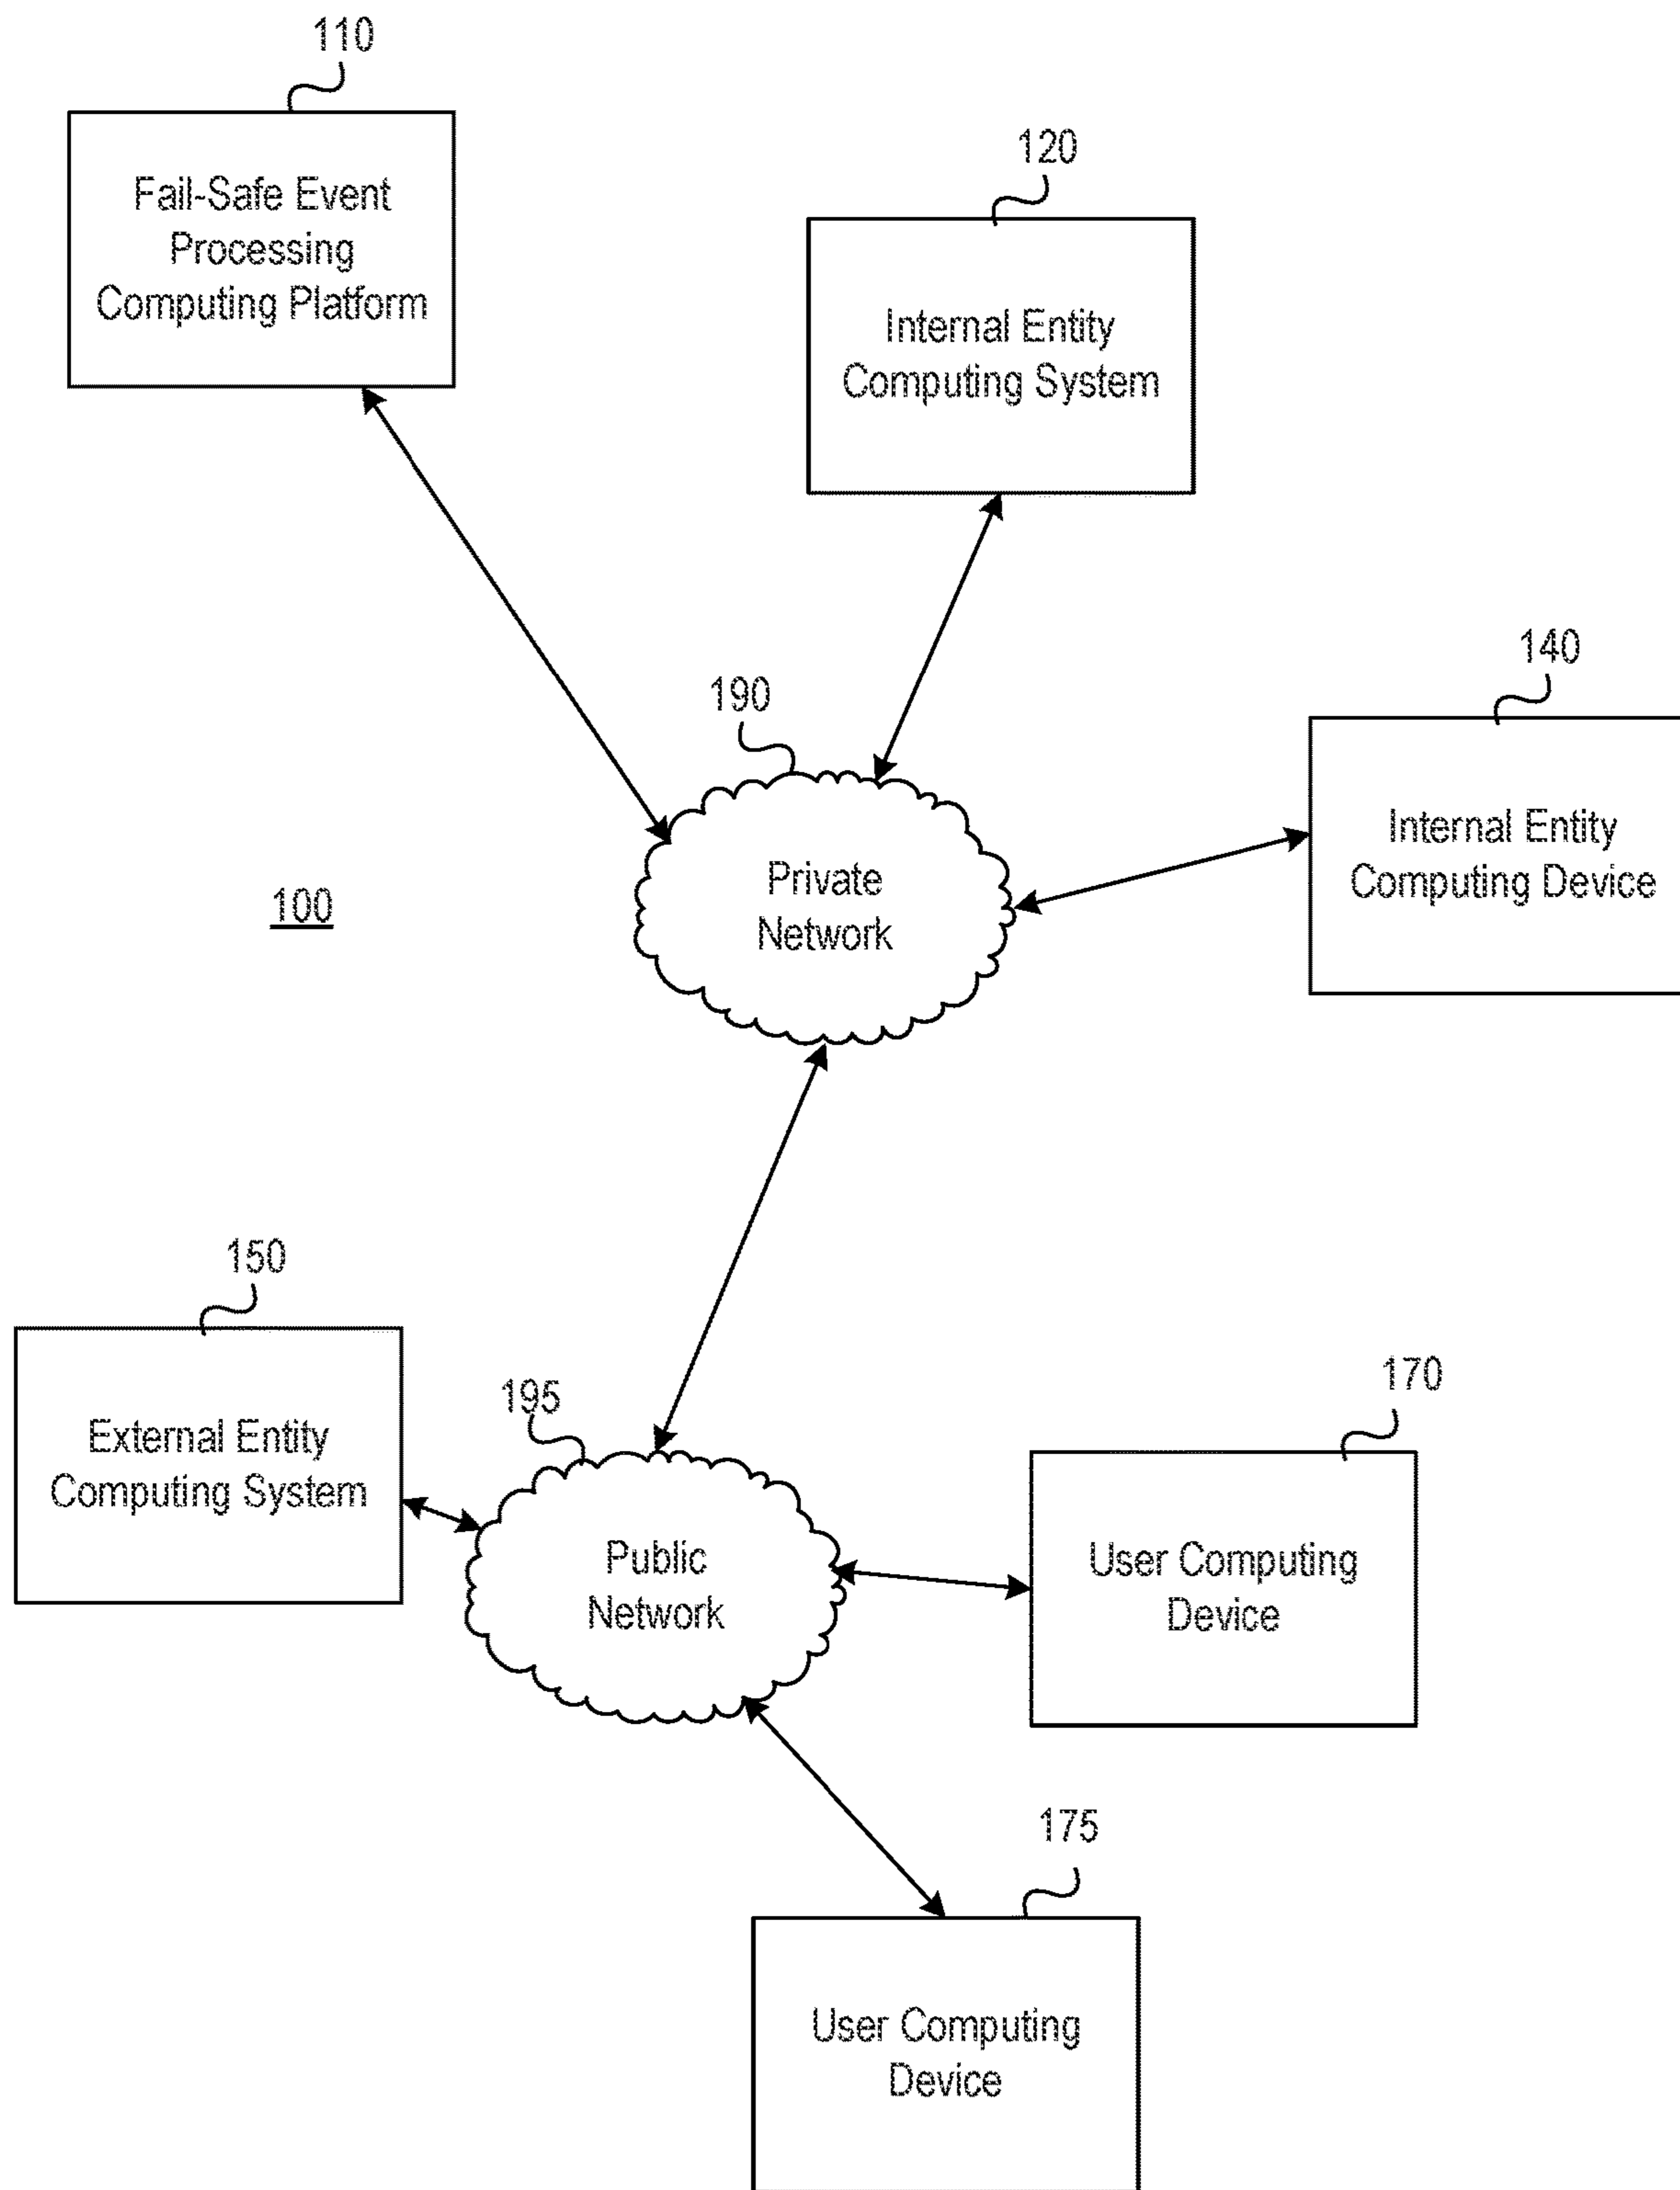 110
Fail-Safe Event
Processing
Computing Platform
120
Internal Entity
Computing System
140
Internal Entity
Computing Device
190
Private
Network
100
150
External Entity
Computing System
195
Public
Network
170
User Computing
Device
175
User Computing
Device